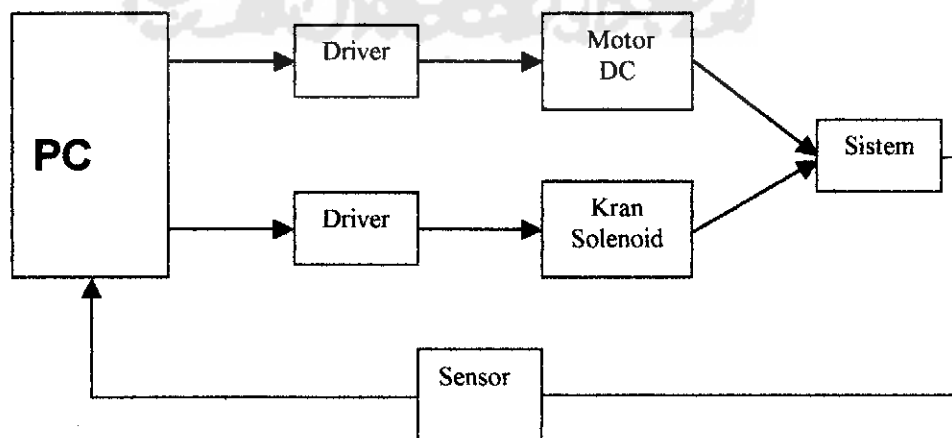 Driver
Motor
DC
PC
Sistem
Driver
Kran
Solenoid
Sensor